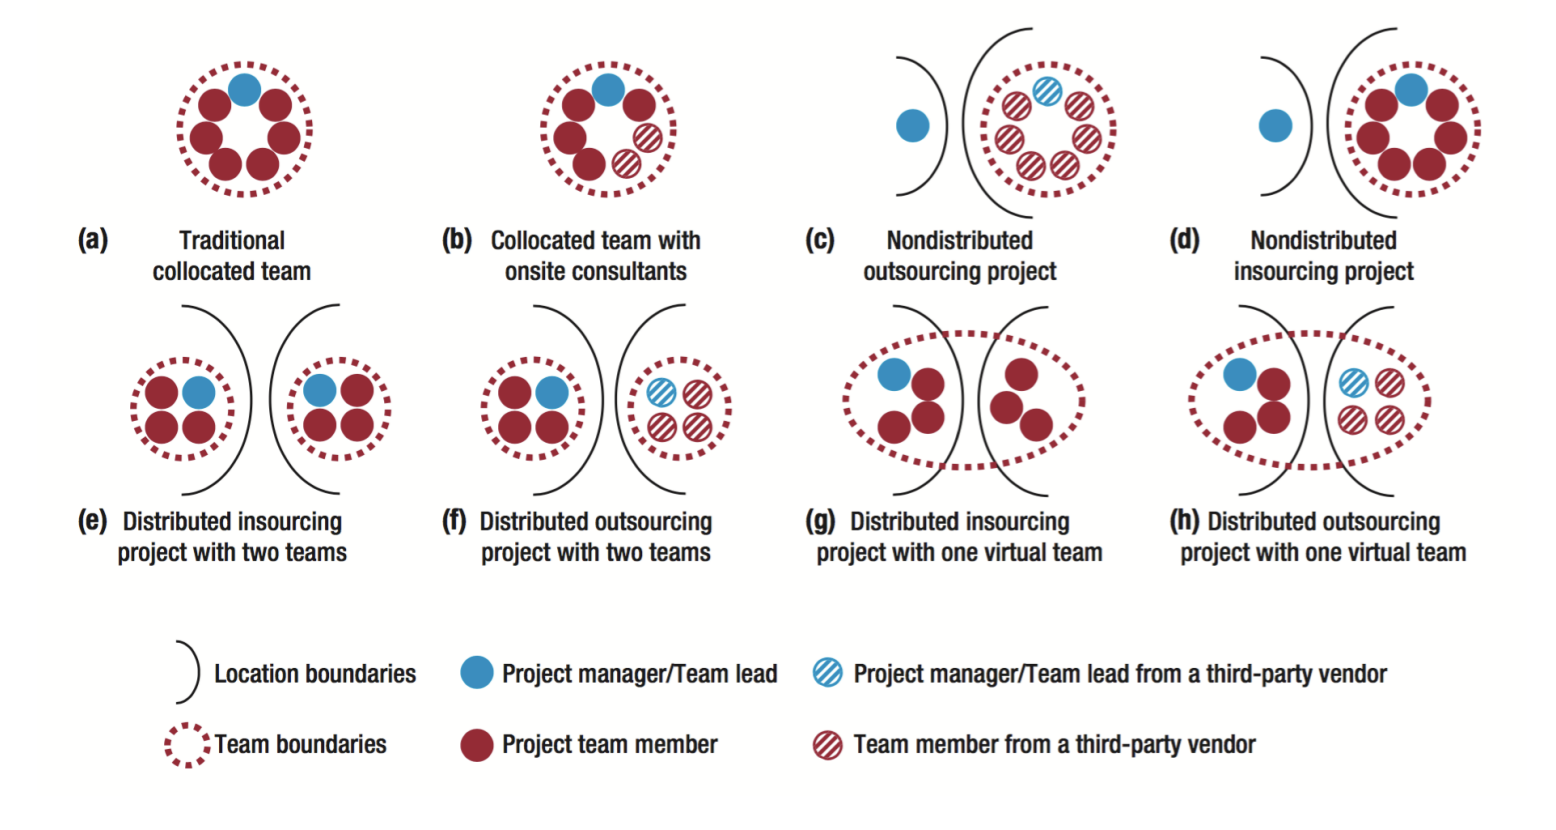 (a) Traditional
collocated team
(b) Collocated team with
onsite consultants
(c) Nondistributed
outsourcing project
(d) Nondistributed
insourcing project
(e) Distributed insourcing
project with two teams
(f) Distributed outsourcing
project with two teams
(g) Distributed insourcing
project with one virtual team
(h) Distributed outsourcing
project with one virtual team
Location boundaries
Project manager/Team lead
Project manager/Team lead from a third-party vendor
Team boundaries
Project team member
Team member from a third-party vendor